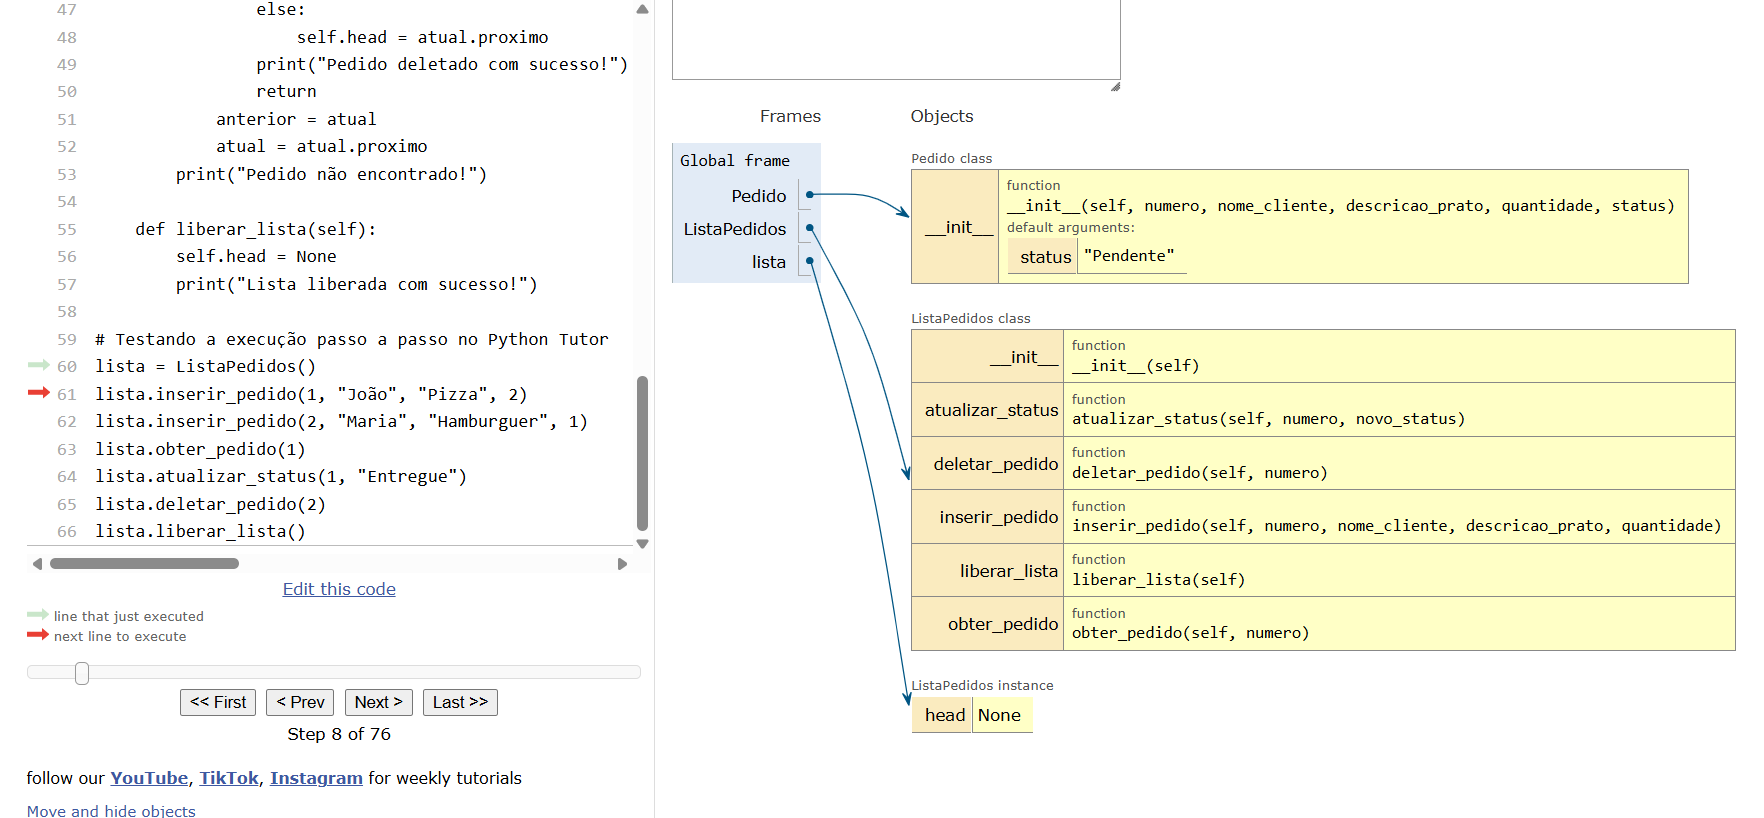 47                 else:
48                     self.head = atual.proximo
49                 print("Pedido deletado com sucesso!")
50                 return
51             anterior = atual
52             atual = atual.proximo
53         print("Pedido não encontrado!")
54
55     def liberar_lista(self):
56         self.head = None
57         print("Lista liberada com sucesso!")
58
59 # Testando a execução passo a passo no Python Tutor
60 lista = ListaPedidos()
61 lista.inserir_pedido(1, "João", "Pizza", 2)
62 lista.inserir_pedido(2, "Maria", "Hamburguer", 1)
63 lista.obter_pedido(1)
64 lista.atualizar_status(1, "Entregue")
65 lista.deletar_pedido(2)
66 lista.liberar_lista()
Edit this code
line that just executed
next line to execute
<< First < Prev Next > Last >>
Step 8 of 76
follow our YouTube, TikTok, Instagram for weekly tutorials
Move and hide objects
Frames
Global frame
Pedido
ListaPedidos
lista
Objects
Pedido class
__init__
function
__init__(self, numero, nome_cliente, descricao_prato, quantidade, status)
default arguments:
status "Pendente"
ListaPedidos class
__init__
function
__init__(self)
atualizar_status
function
atualizar_status(self, numero, novo_status)
deletar_pedido
function
deletar_pedido(self, numero)
inserir_pedido
function
inserir_pedido(self, numero, nome_cliente, descricao_prato, quantidade)
liberar_lista
function
liberar_lista(self)
obter_pedido
function
obter_pedido(self, numero)
ListaPedidos instance
head None